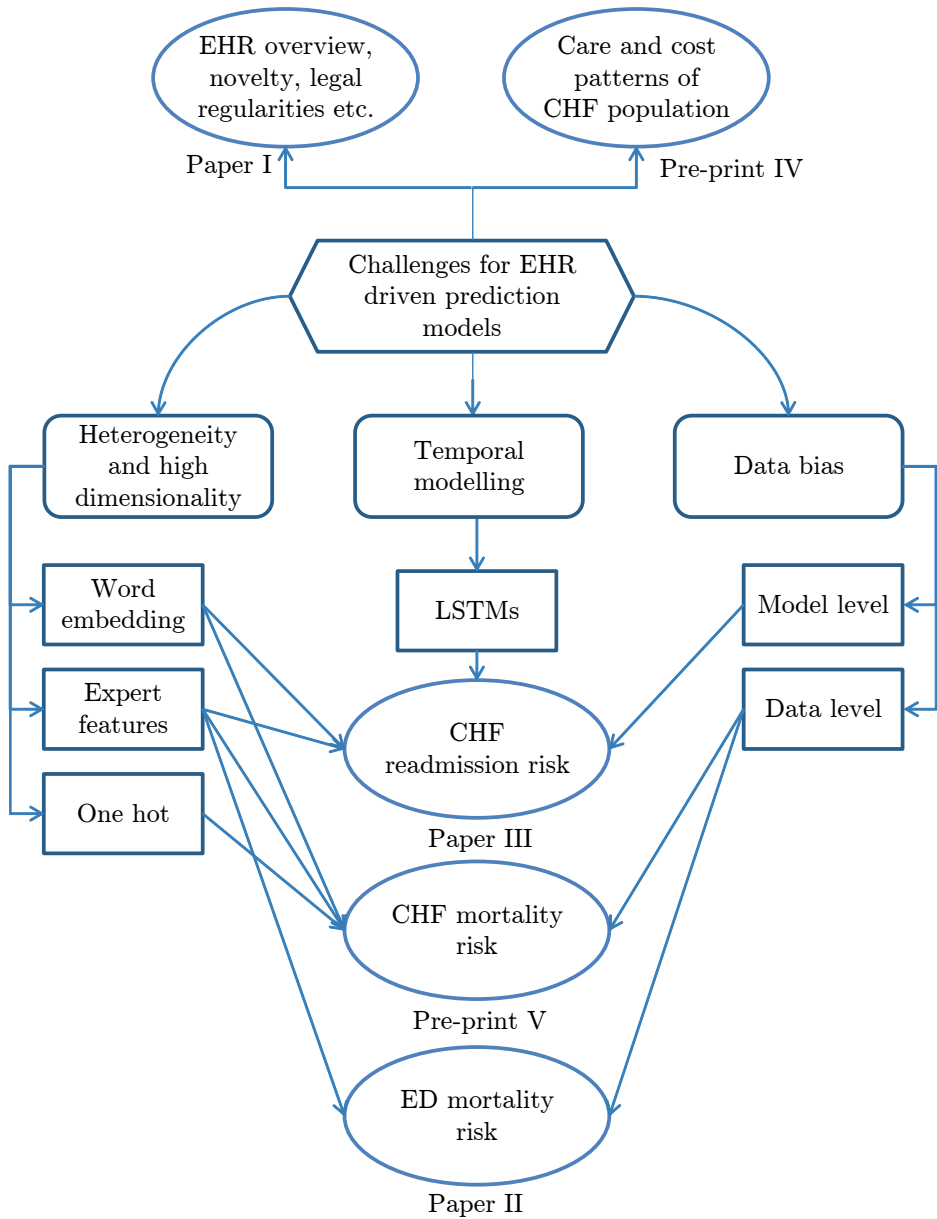 EHR overview,
novelty, legal
regularities etc.
Care and cost
patterns of
CHF population
Paper I
Pre-print IV
Challenges for EHR
driven prediction
models
Heterogeneity
and high
dimensionality
Temporal
modelling
Data bias
Word
embedding
LSTMs
Model level
Expert
features
Data level
CHF
readmission risk
One hot
Paper III
CHF mortality
risk
Pre-print V
ED mortality
risk
Paper II